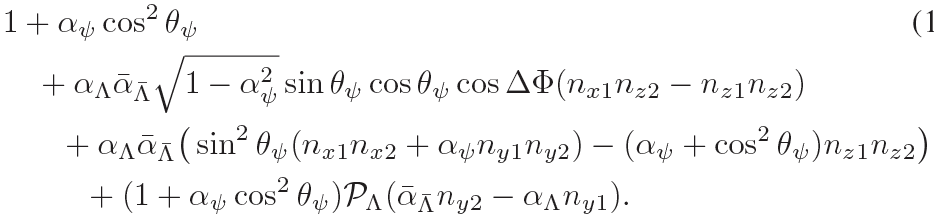 1 + α_ψ cos² θ_ψ (1
+ α_Λ ᾱ_Λ̄ √(1 − α²_ψ) sin θ_ψ cos θ_ψ cos ΔΦ(n_{x1}n_{z2} − n_{z1}n_{z2})
+ α_Λ ᾱ_Λ̄ ( sin² θ_ψ(n_{x1}n_{x2} + α_ψ n_{y1}n_{y2}) − (α_ψ + cos² θ_ψ)n_{z1}n_{z2})
+ (1 + α_ψ cos² θ_ψ)𝒫_Λ(ᾱ_Λ̄ n_{y2} − α_Λ n_{y1}).